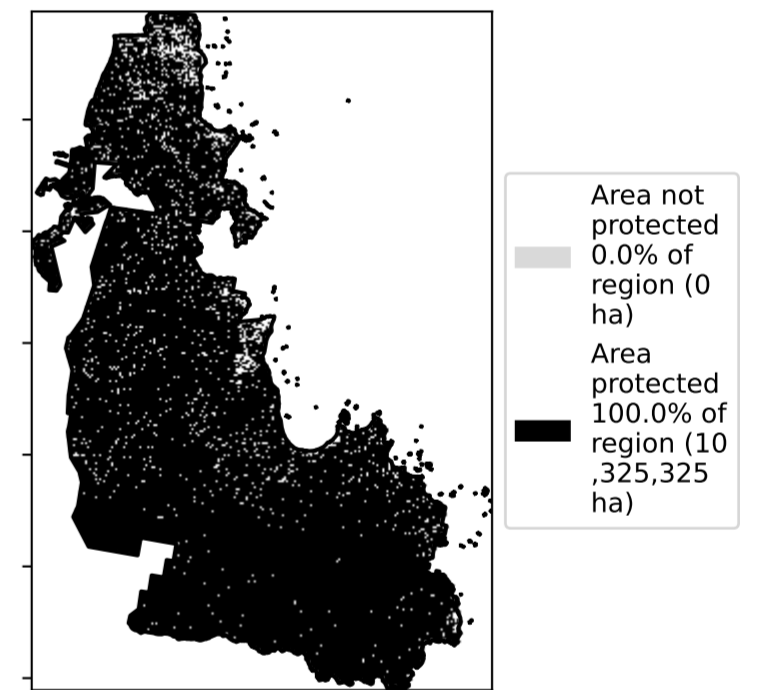 Area not
protected
0.0% of
region (0
ha)
Area
protected
100.0% of
region (10
,325,325
ha)